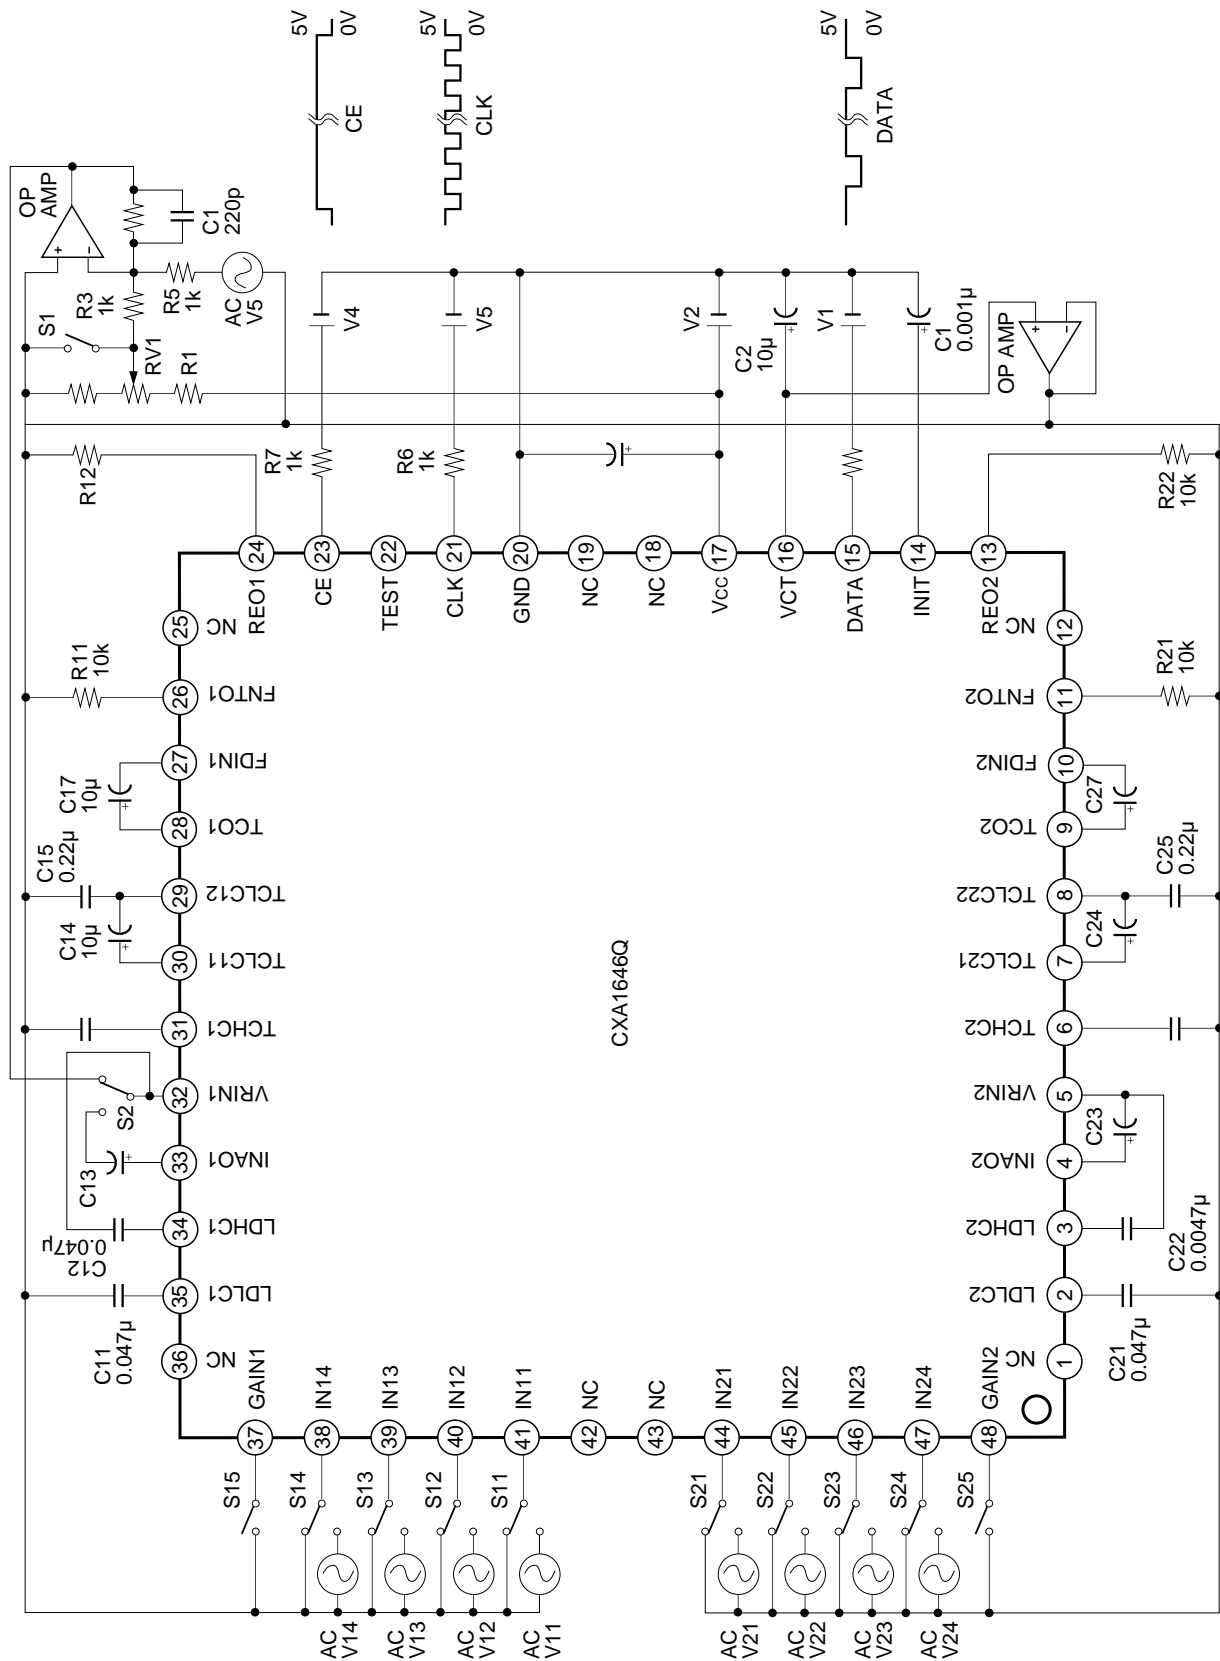 5V
0V
CE
5V
0V
CLK
5V
0V
DATA
OP
AMP
C1
220p
R3
1k
R5
1k
AC
V5
S1
RV1
R1
V4
V5
V2
C2
10µ
V1
C1
0.001µ
OP AMP
R12
R7
1k
R6
1k
R22
10k
24
23
22
21
20
19
18
17
16
15
14
13
REO1
CE
TEST
CLK
GND
NC
NC
Vcc
VCT
DATA
INIT
REO2
25
NC
26
FNTO1
R11
10k
27
FDIN1
C17
10µ
28
TCO1
C15
0.22µ
29
TCLC12
C14
10µ
30
TCLC11
31
TCHC1
32
VRIN1
S2
33
INAO1
C13
34
LDHC1
C12
0.047µ
35
LDLC1
C11
0.047µ
36
NC
CXA1646Q
12
NC
11
FNTO2
R21
10k
10
FDIN2
C27
9
TCO2
8
TCLC22
C25
0.22µ
C24
7
TCLC21
6
TCHC2
5
VRIN2
C23
4
INAO2
3
LDHC2
C22
0.0047µ
2
LDLC2
C21
0.047µ
1
NC
GAIN1
IN14
IN13
IN12
IN11
NC
NC
IN21
IN22
IN23
IN24
GAIN2
37
38
39
40
41
42
43
44
45
46
47
48
S15
S14
S13
S12
S11
S21
S22
S23
S24
S25
AC
V14
AC
V13
AC
V12
AC
V11
AC
V21
AC
V22
AC
V23
AC
V24